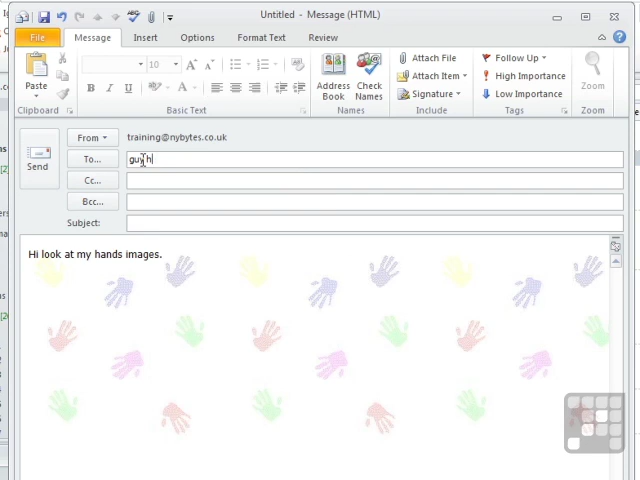 Untitled - Message (HTML)
File Message Insert Options Format Text Review
Paste
10
B I U A
Address Book
Check Names
Attach File
Attach Item
Signature
Follow Up
High Importance
Low Importance
Zoom
Clipboard Basic Text Names Include Tags Zoom
From training@nybytes.co.uk
To... guy h
Send
Cc...
Bcc...
Subject:
Hi look at my hands images.